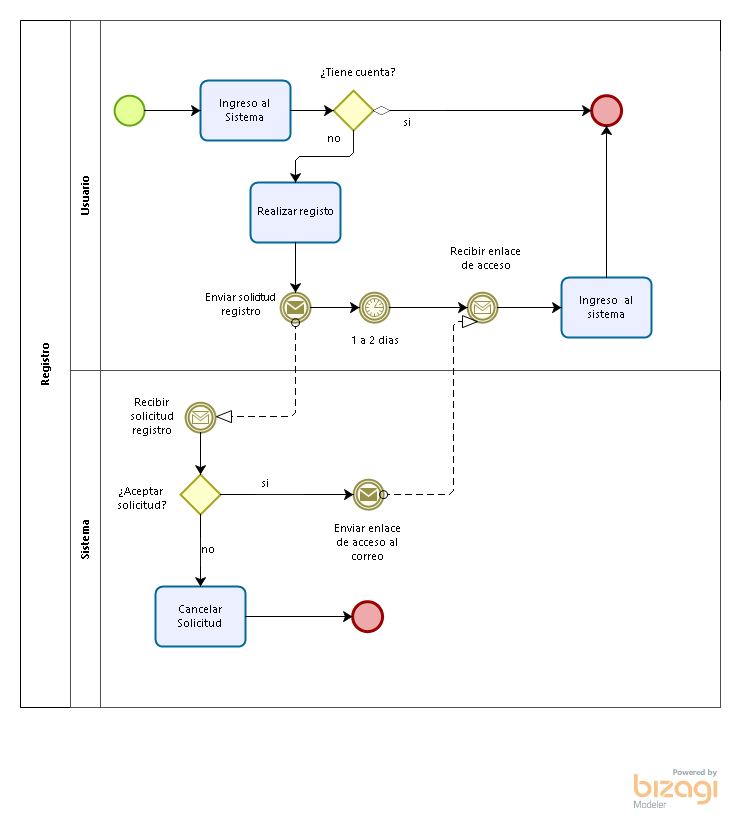 Registro
Usuario
¿Tiene cuenta?
Ingreso al
Sistema
si
no
Realizar registo
Recibir enlace
de acceso
Enviar solicitud
registro
Ingreso al
sistema
1 a 2 dias
Sistema
Recibir
solicitud
registro
¿Aceptar
solicitud?
si
Enviar enlace
de acceso al
correo
no
Cancelar
Solicitud
Powered by
bizagi
Modeler